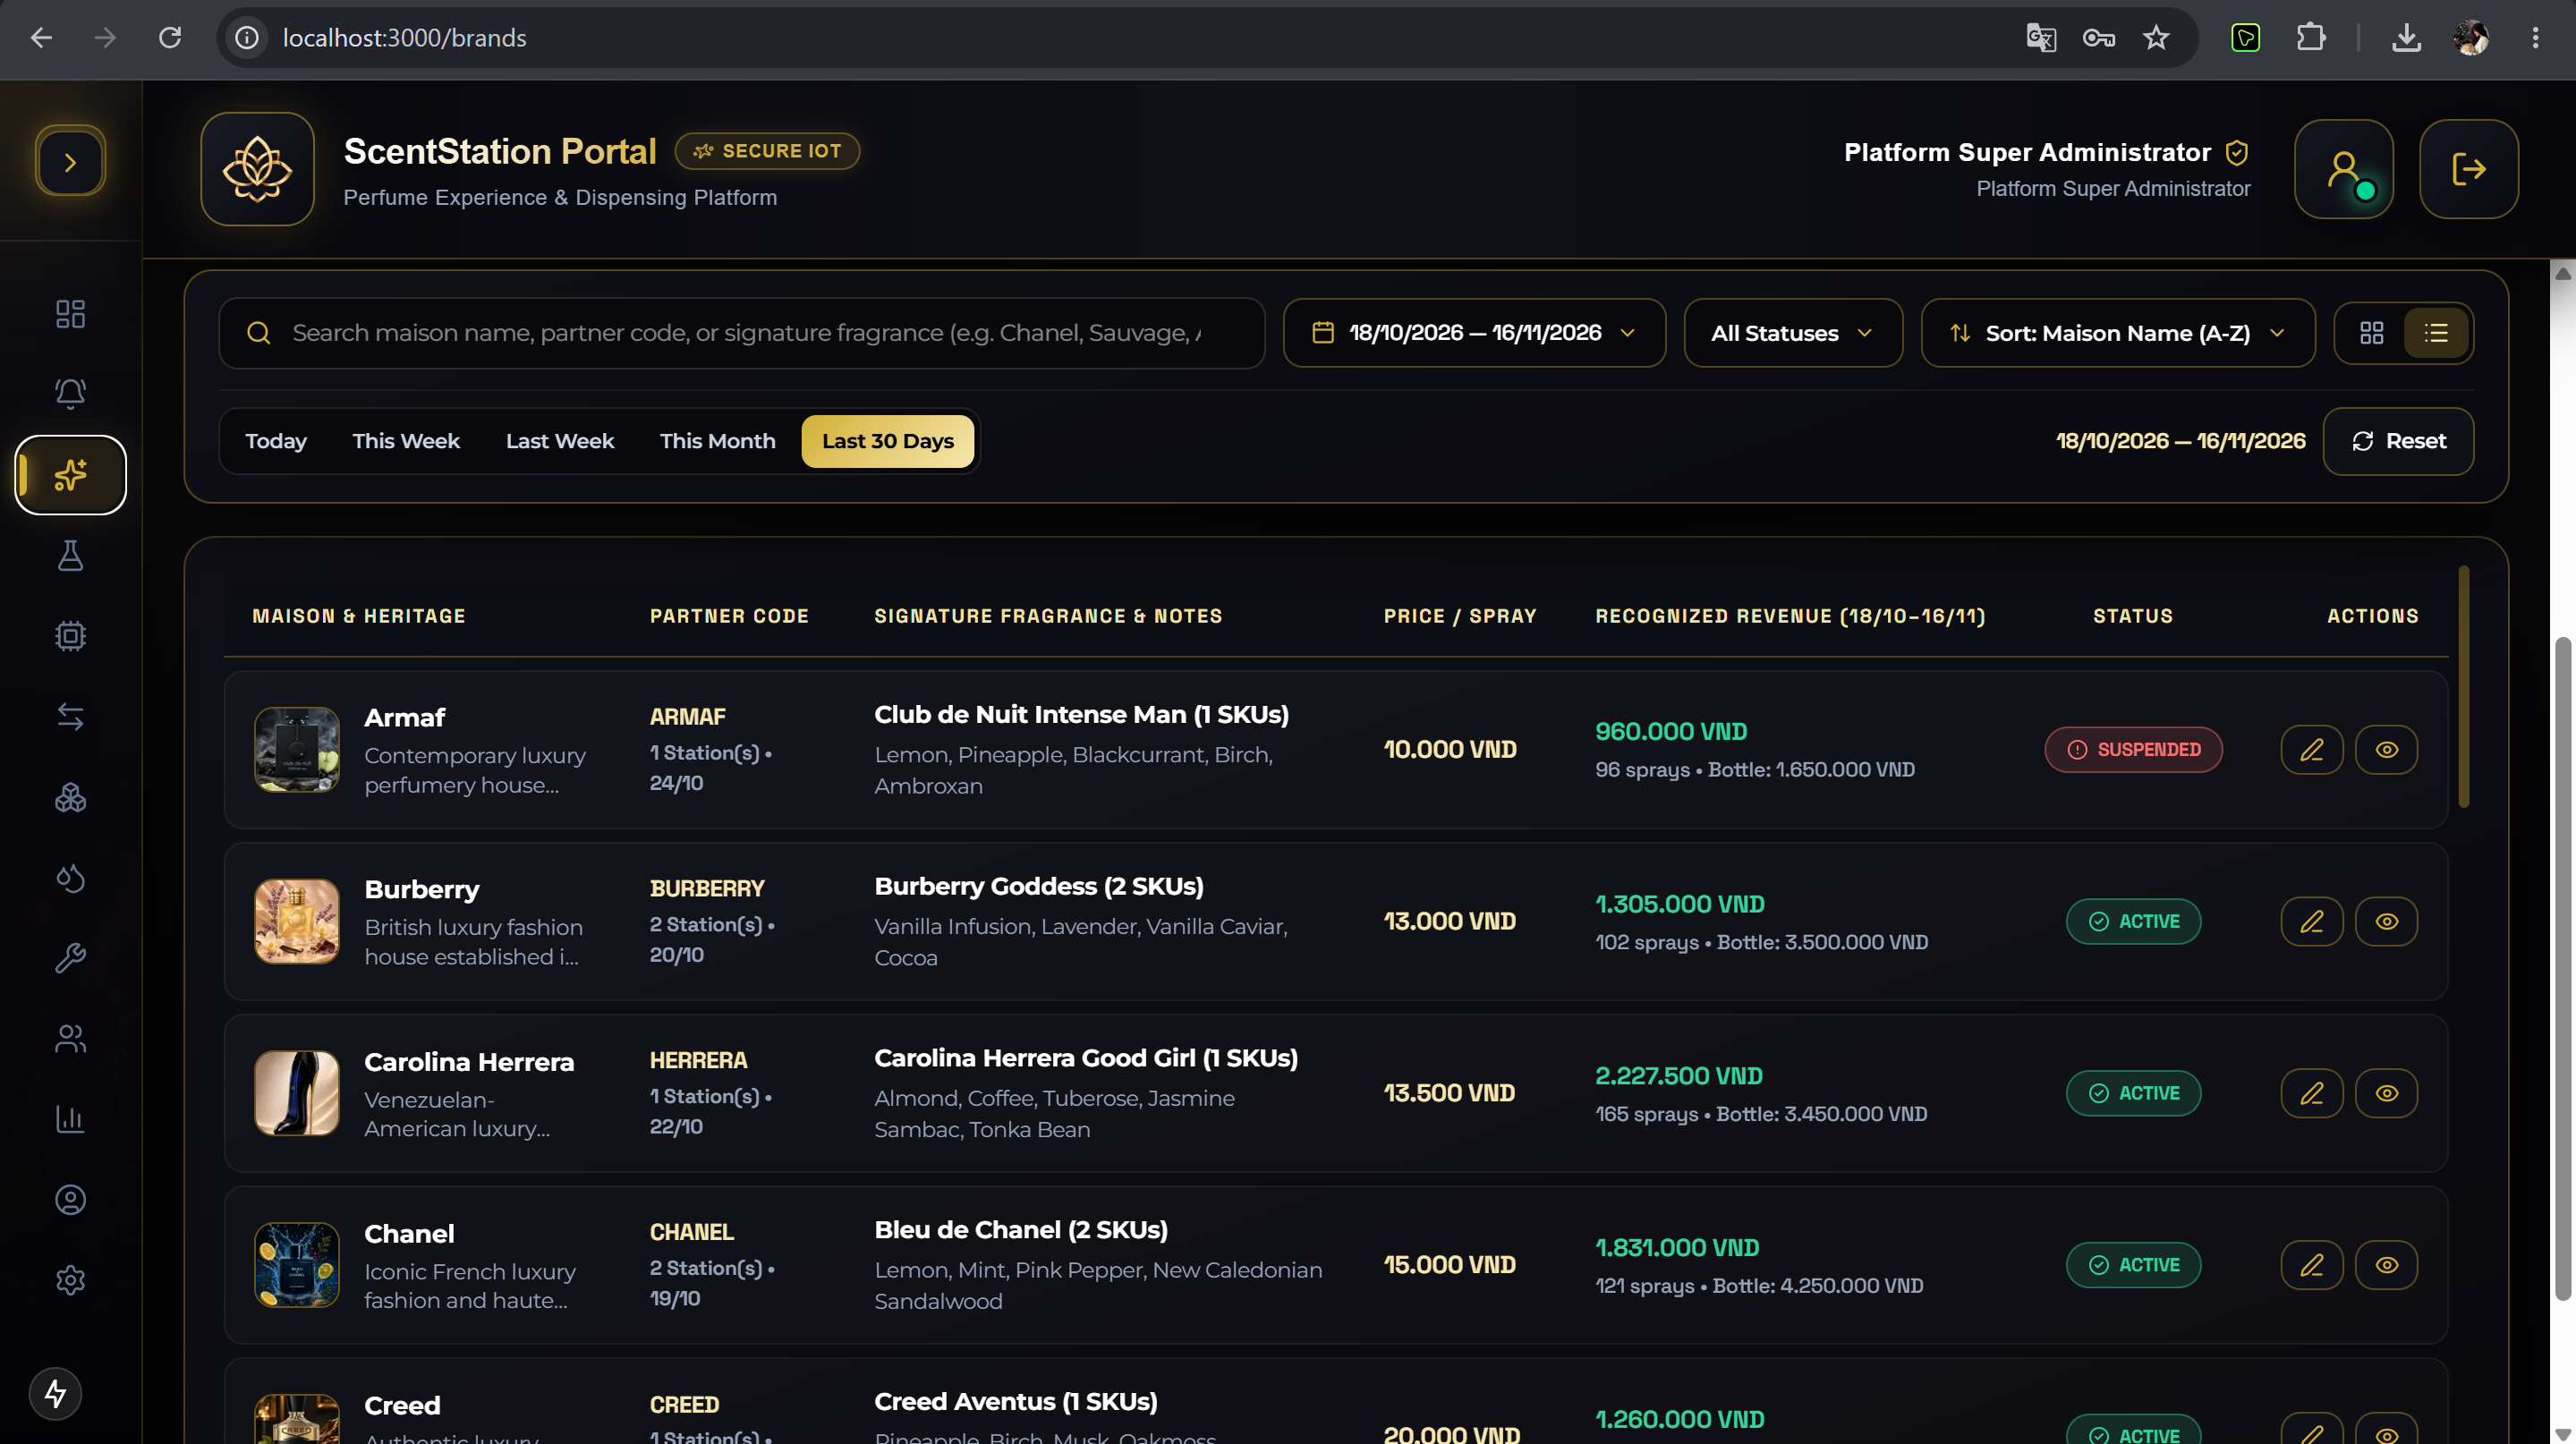 localhost:3000/brands
ScentStation Portal
SECURE IOT
Perfume Experience & Dispensing Platform
Platform Super Administrator
Platform Super Administrator
Search maison name, partner code, or signature fragrance (e.g. Chanel, Sauvage,
18/10/2026 — 16/11/2026
All Statuses
Sort: Maison Name (A-Z)
Today
This Week
Last Week
This Month
Last 30 Days
18/10/2026 — 16/11/2026
Reset
MAISON & HERITAGE
PARTNER CODE
SIGNATURE FRAGRANCE & NOTES
PRICE / SPRAY
RECOGNIZED REVENUE (18/10–16/11)
STATUS
ACTIONS
Armaf
Contemporary luxury
perfumery house...
ARMAF
1 Station(s) •
24/10
Club de Nuit Intense Man (1 SKUs)
Lemon, Pineapple, Blackcurrant, Birch,
Ambroxan
10.000 VND
960.000 VND
96 sprays • Bottle: 1.650.000 VND
SUSPENDED
Burberry
British luxury fashion
house established i...
BURBERRY
2 Station(s) •
20/10
Burberry Goddess (2 SKUs)
Vanilla Infusion, Lavender, Vanilla Caviar,
Cocoa
13.000 VND
1.305.000 VND
102 sprays • Bottle: 3.500.000 VND
ACTIVE
Carolina Herrera
Venezuelan-
American luxury...
HERRERA
1 Station(s) •
22/10
Carolina Herrera Good Girl (1 SKUs)
Almond, Coffee, Tuberose, Jasmine
Sambac, Tonka Bean
13.500 VND
2.227.500 VND
165 sprays • Bottle: 3.450.000 VND
ACTIVE
Chanel
Iconic French luxury
fashion and haute...
CHANEL
2 Station(s) •
19/10
Bleu de Chanel (2 SKUs)
Lemon, Mint, Pink Pepper, New Caledonian
Sandalwood
15.000 VND
1.831.000 VND
121 sprays • Bottle: 4.250.000 VND
ACTIVE
Creed
Authentic luxury
CREED
1 Station(s) •
Creed Aventus (1 SKUs)
Pineapple, Birch, Musk, Oakmoss
20.000 VND
1.260.000 VND
ACTIVE